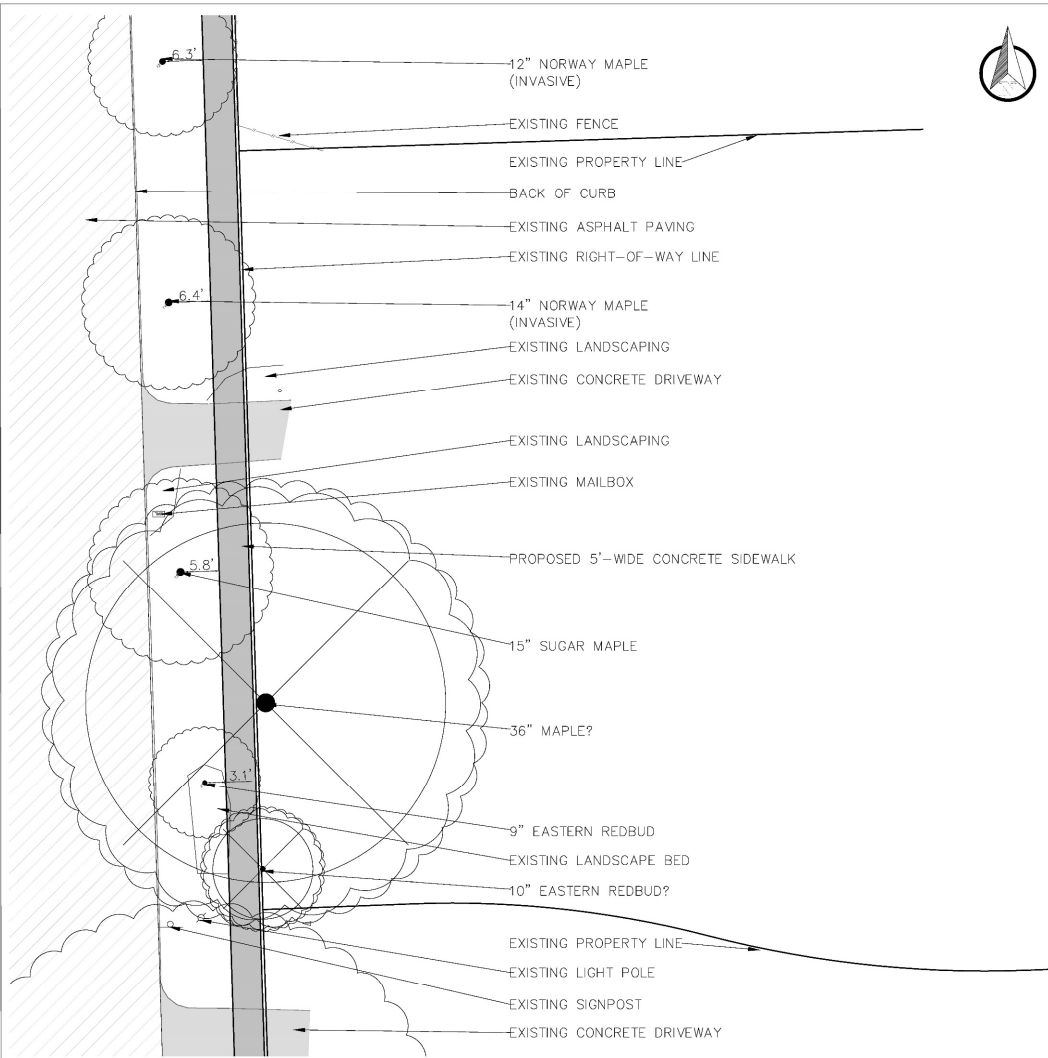 6.3'
12" NORWAY MAPLE
(INVASIVE)
EXISTING FENCE
EXISTING PROPERTY LINE
BACK OF CURB
EXISTING ASPHALT PAVING
EXISTING RIGHT-OF-WAY LINE
6.4'
14" NORWAY MAPLE
(INVASIVE)
EXISTING LANDSCAPING
EXISTING CONCRETE DRIVEWAY
EXISTING LANDSCAPING
EXISTING MAILBOX
PROPOSED 5'-WIDE CONCRETE SIDEWALK
5.8'
15" SUGAR MAPLE
36" MAPLE?
3.1'
9" EASTERN REDBUD
EXISTING LANDSCAPE BED
10" EASTERN REDBUD?
EXISTING PROPERTY LINE
EXISTING LIGHT POLE
EXISTING SIGNPOST
EXISTING CONCRETE DRIVEWAY